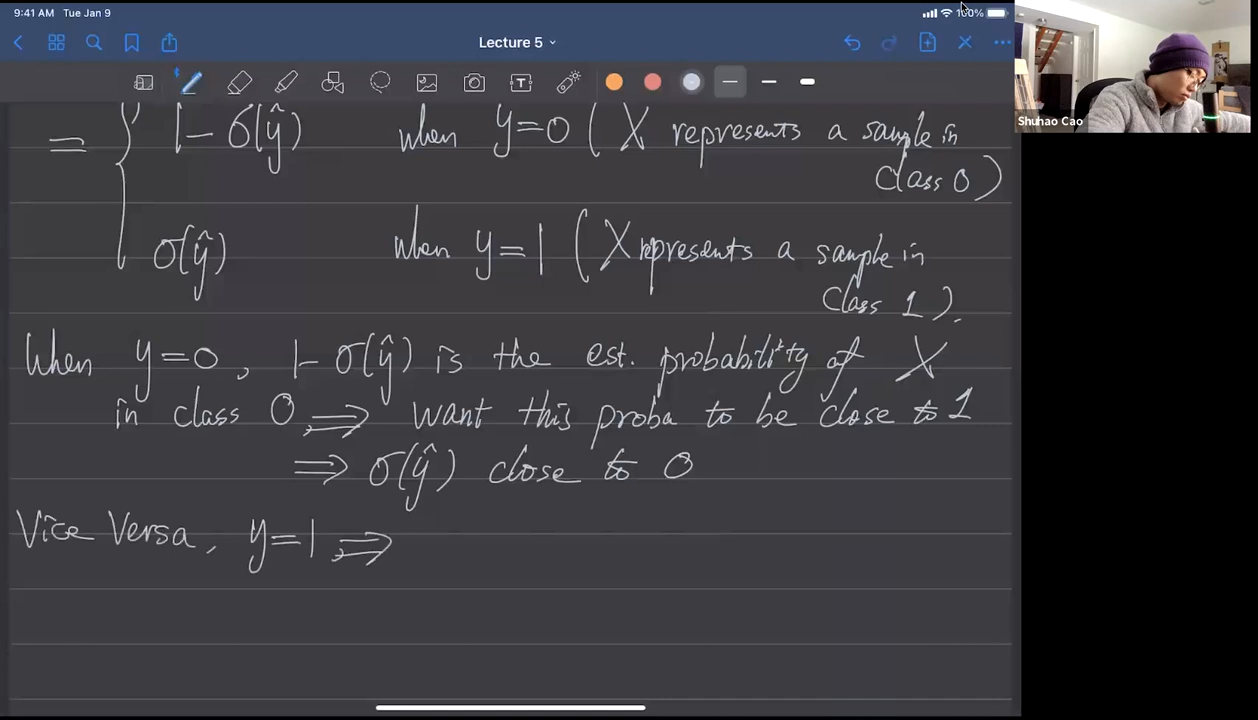 9:41 AM Tue Jan 9
100%
Lecture 5
Shuhao Cao
= { 1 - σ(ŷ) when y=0 ( X represents a sample in
class 0 )
σ(ŷ) when y=1 ( X represents a sample in
class 1 ).
When y=0, 1- σ(ŷ) is the est. probability of X
in class 0 ⇒ want this proba to be close to 1
⇒ σ(ŷ) close to 0
Vice Versa, y=1 ⇒